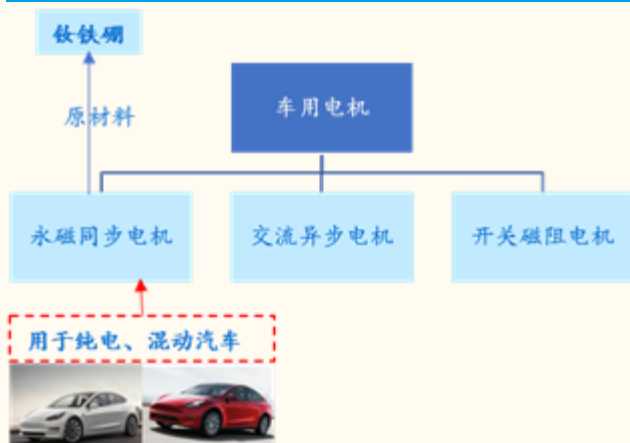 钕铁硼
原材料
车用电机
永磁同步电机
交流异步电机
开关磁阻电机
用于纯电、混动汽车